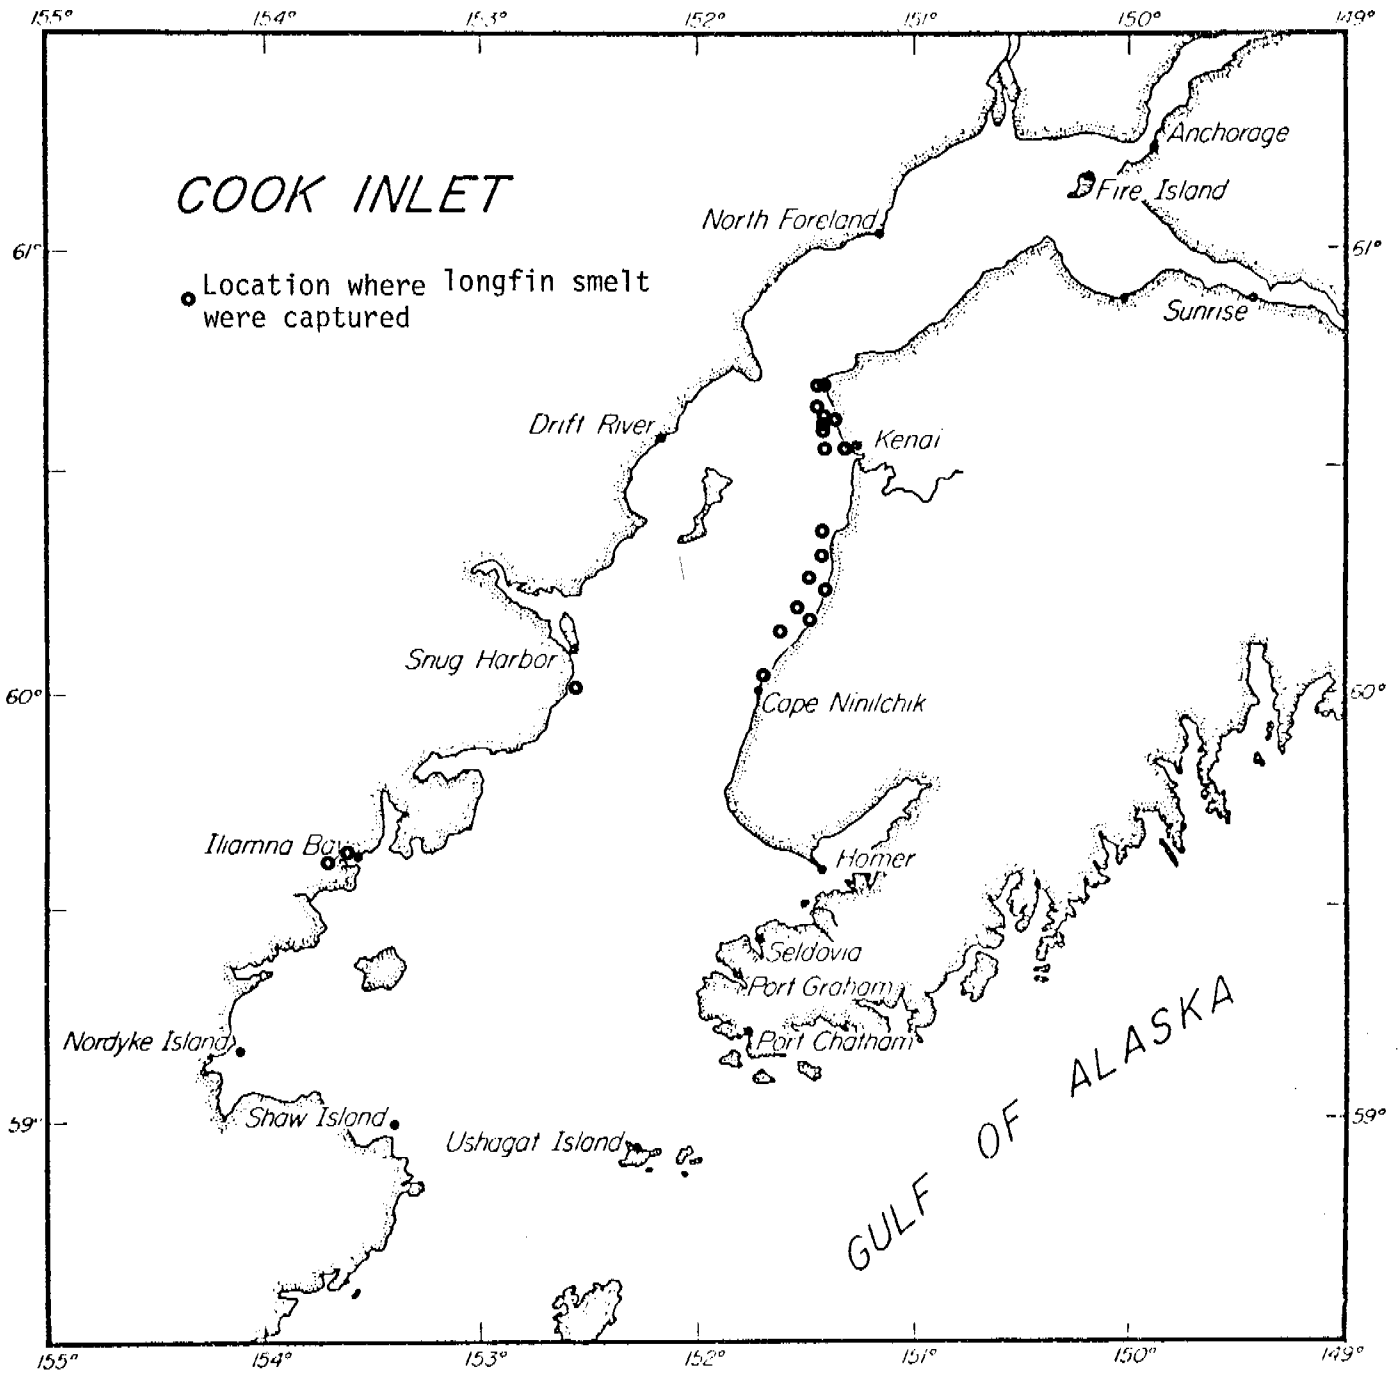 155° 154° 153° 152° 151° 150° 149°
Anchorage
COOK INLET
Fire Island
North Foreland
61° 61°
Location where longfin smelt
were captured
Sunrise
Drift River
Kenai
Snug Harbor
60° 60°
Cape Ninilchik
Iliamna Bay
Homer
Seldovia
Port Graham
Nordyke Island
Port Chatham
Shaw Island
59° 59°
Ushagat Island
GULF OF ALASKA
155° 154° 153° 152° 151° 150° 149°